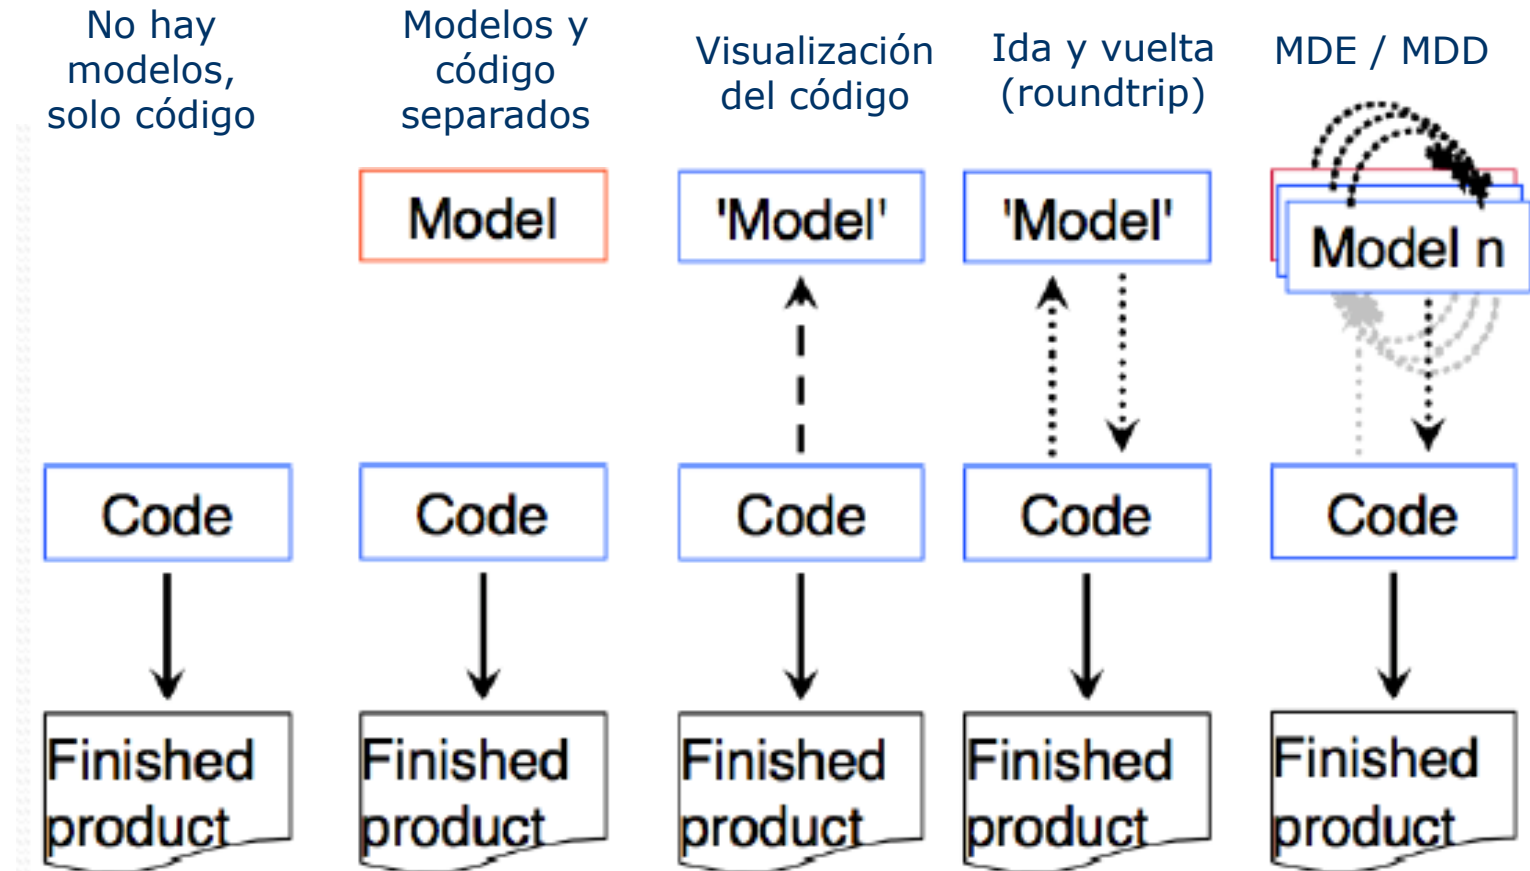 No hay
modelos,
solo código
Modelos y
código
separados
Visualización
del código
Ida y vuelta
(roundtrip)
MDE / MDD
Model
'Model'
'Model'
Model n
Code
Code
Code
Code
Code
Finished
product
Finished
product
Finished
product
Finished
product
Finished
product